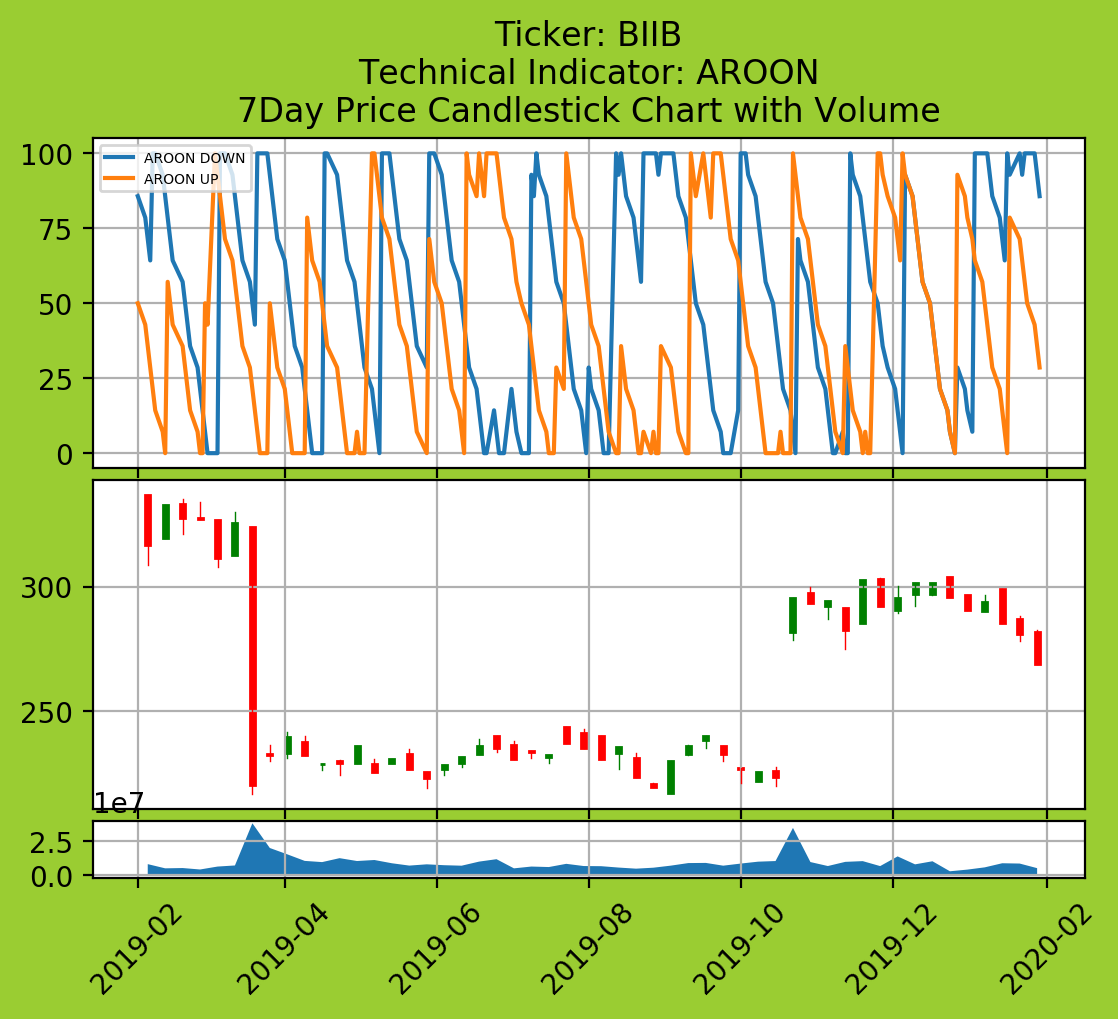 Ticker: BIIB
Technical Indicator: AROON
7Day Price Candlestick Chart with Volume
100
75
50
25
0
AROON DOWN
AROON UP
300
250
1e7
2.5
0.0
2019-02
2019-04
2019-06
2019-08
2019-10
2019-12
2020-02